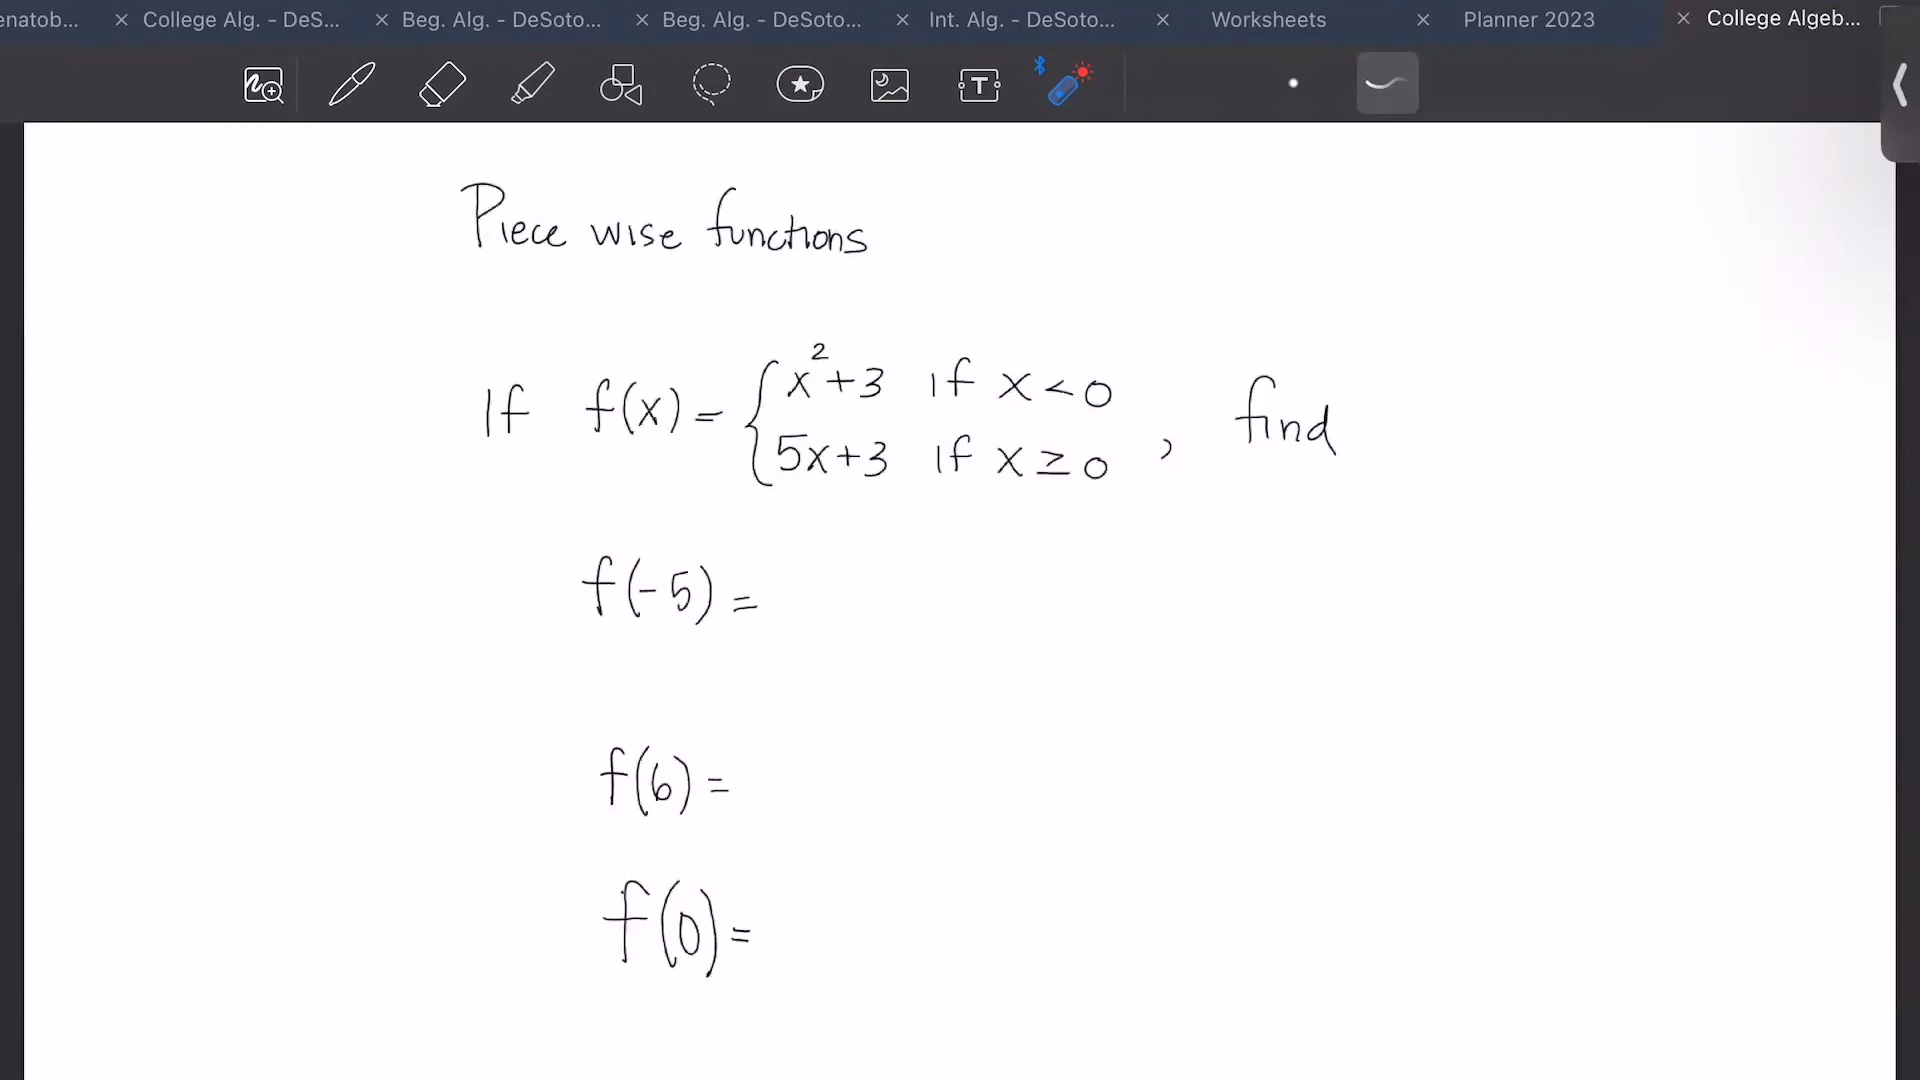 enatob... × College Alg. - DeS... × Beg. Alg. - DeSoto... × Beg. Alg. - DeSoto... × Int. Alg. - DeSoto... × Worksheets × Planner 2023 × College Algeb...
T
Piece wise functions
If f(x) = { x²+3 if x < 0
5x+3 if x ≥ 0 , find
f(-5) =
f(6) =
f(0) =